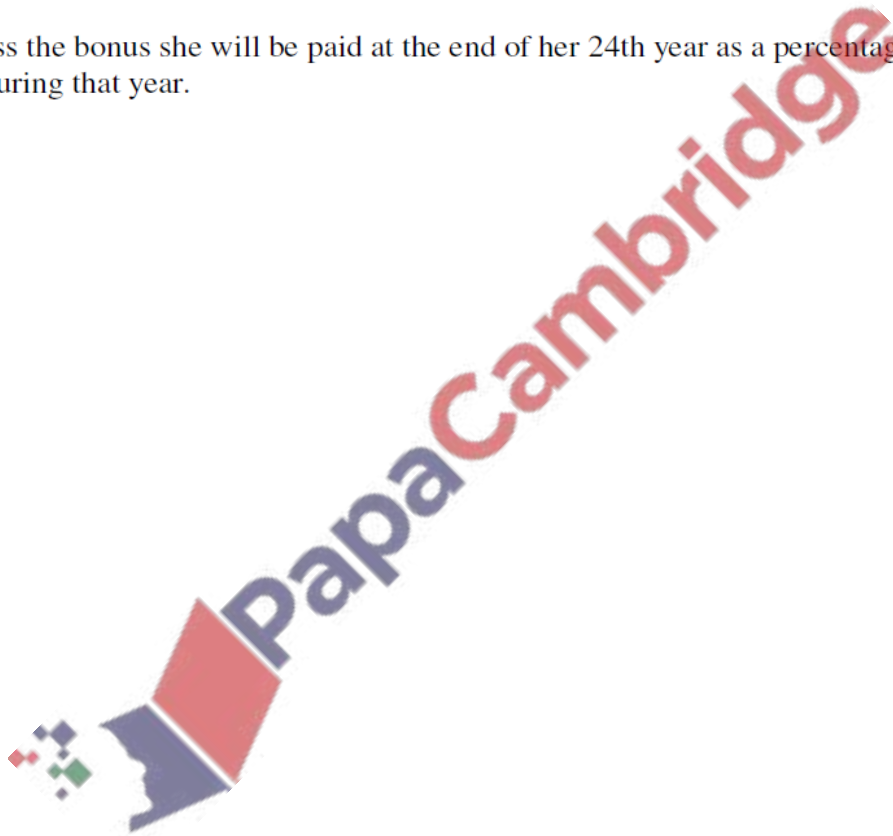 ss the bonus she will be paid at the end of her 24th year as a percentag
uring that year.
PapaCambridge